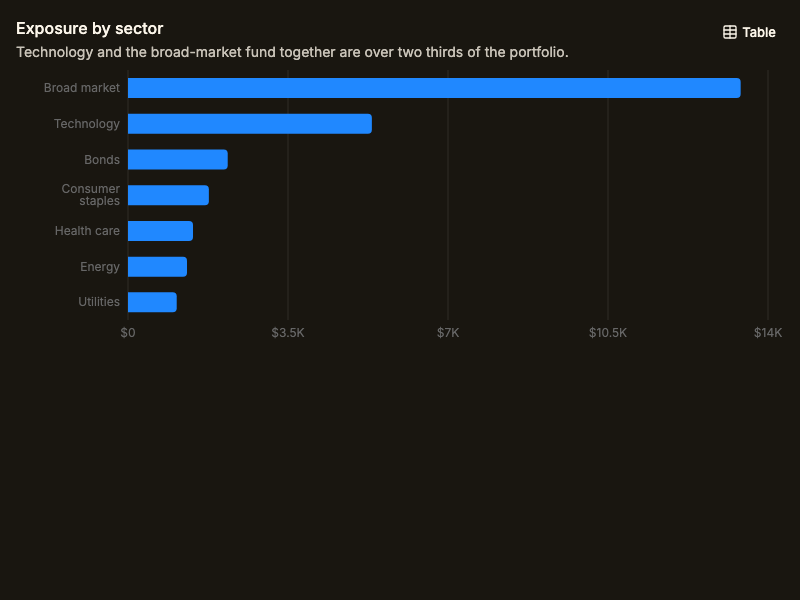 Exposure by sector
Table
Technology and the broad-market fund together are over two thirds of the portfolio.
Broad market
Technology
Bonds
Consumer
staples
Health care
Energy
Utilities
$0
$3.5K
$7K
$10.5K
$14K